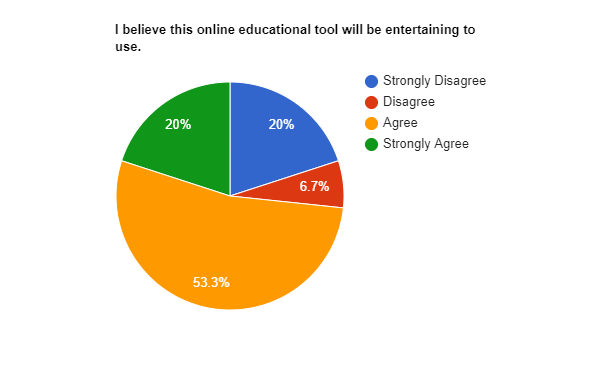 I believe this online educational tool will be entertaining to
use.
Strongly Disagree
Disagree
Agree
Strongly Agree
20%
20%
6.7%
53.3%